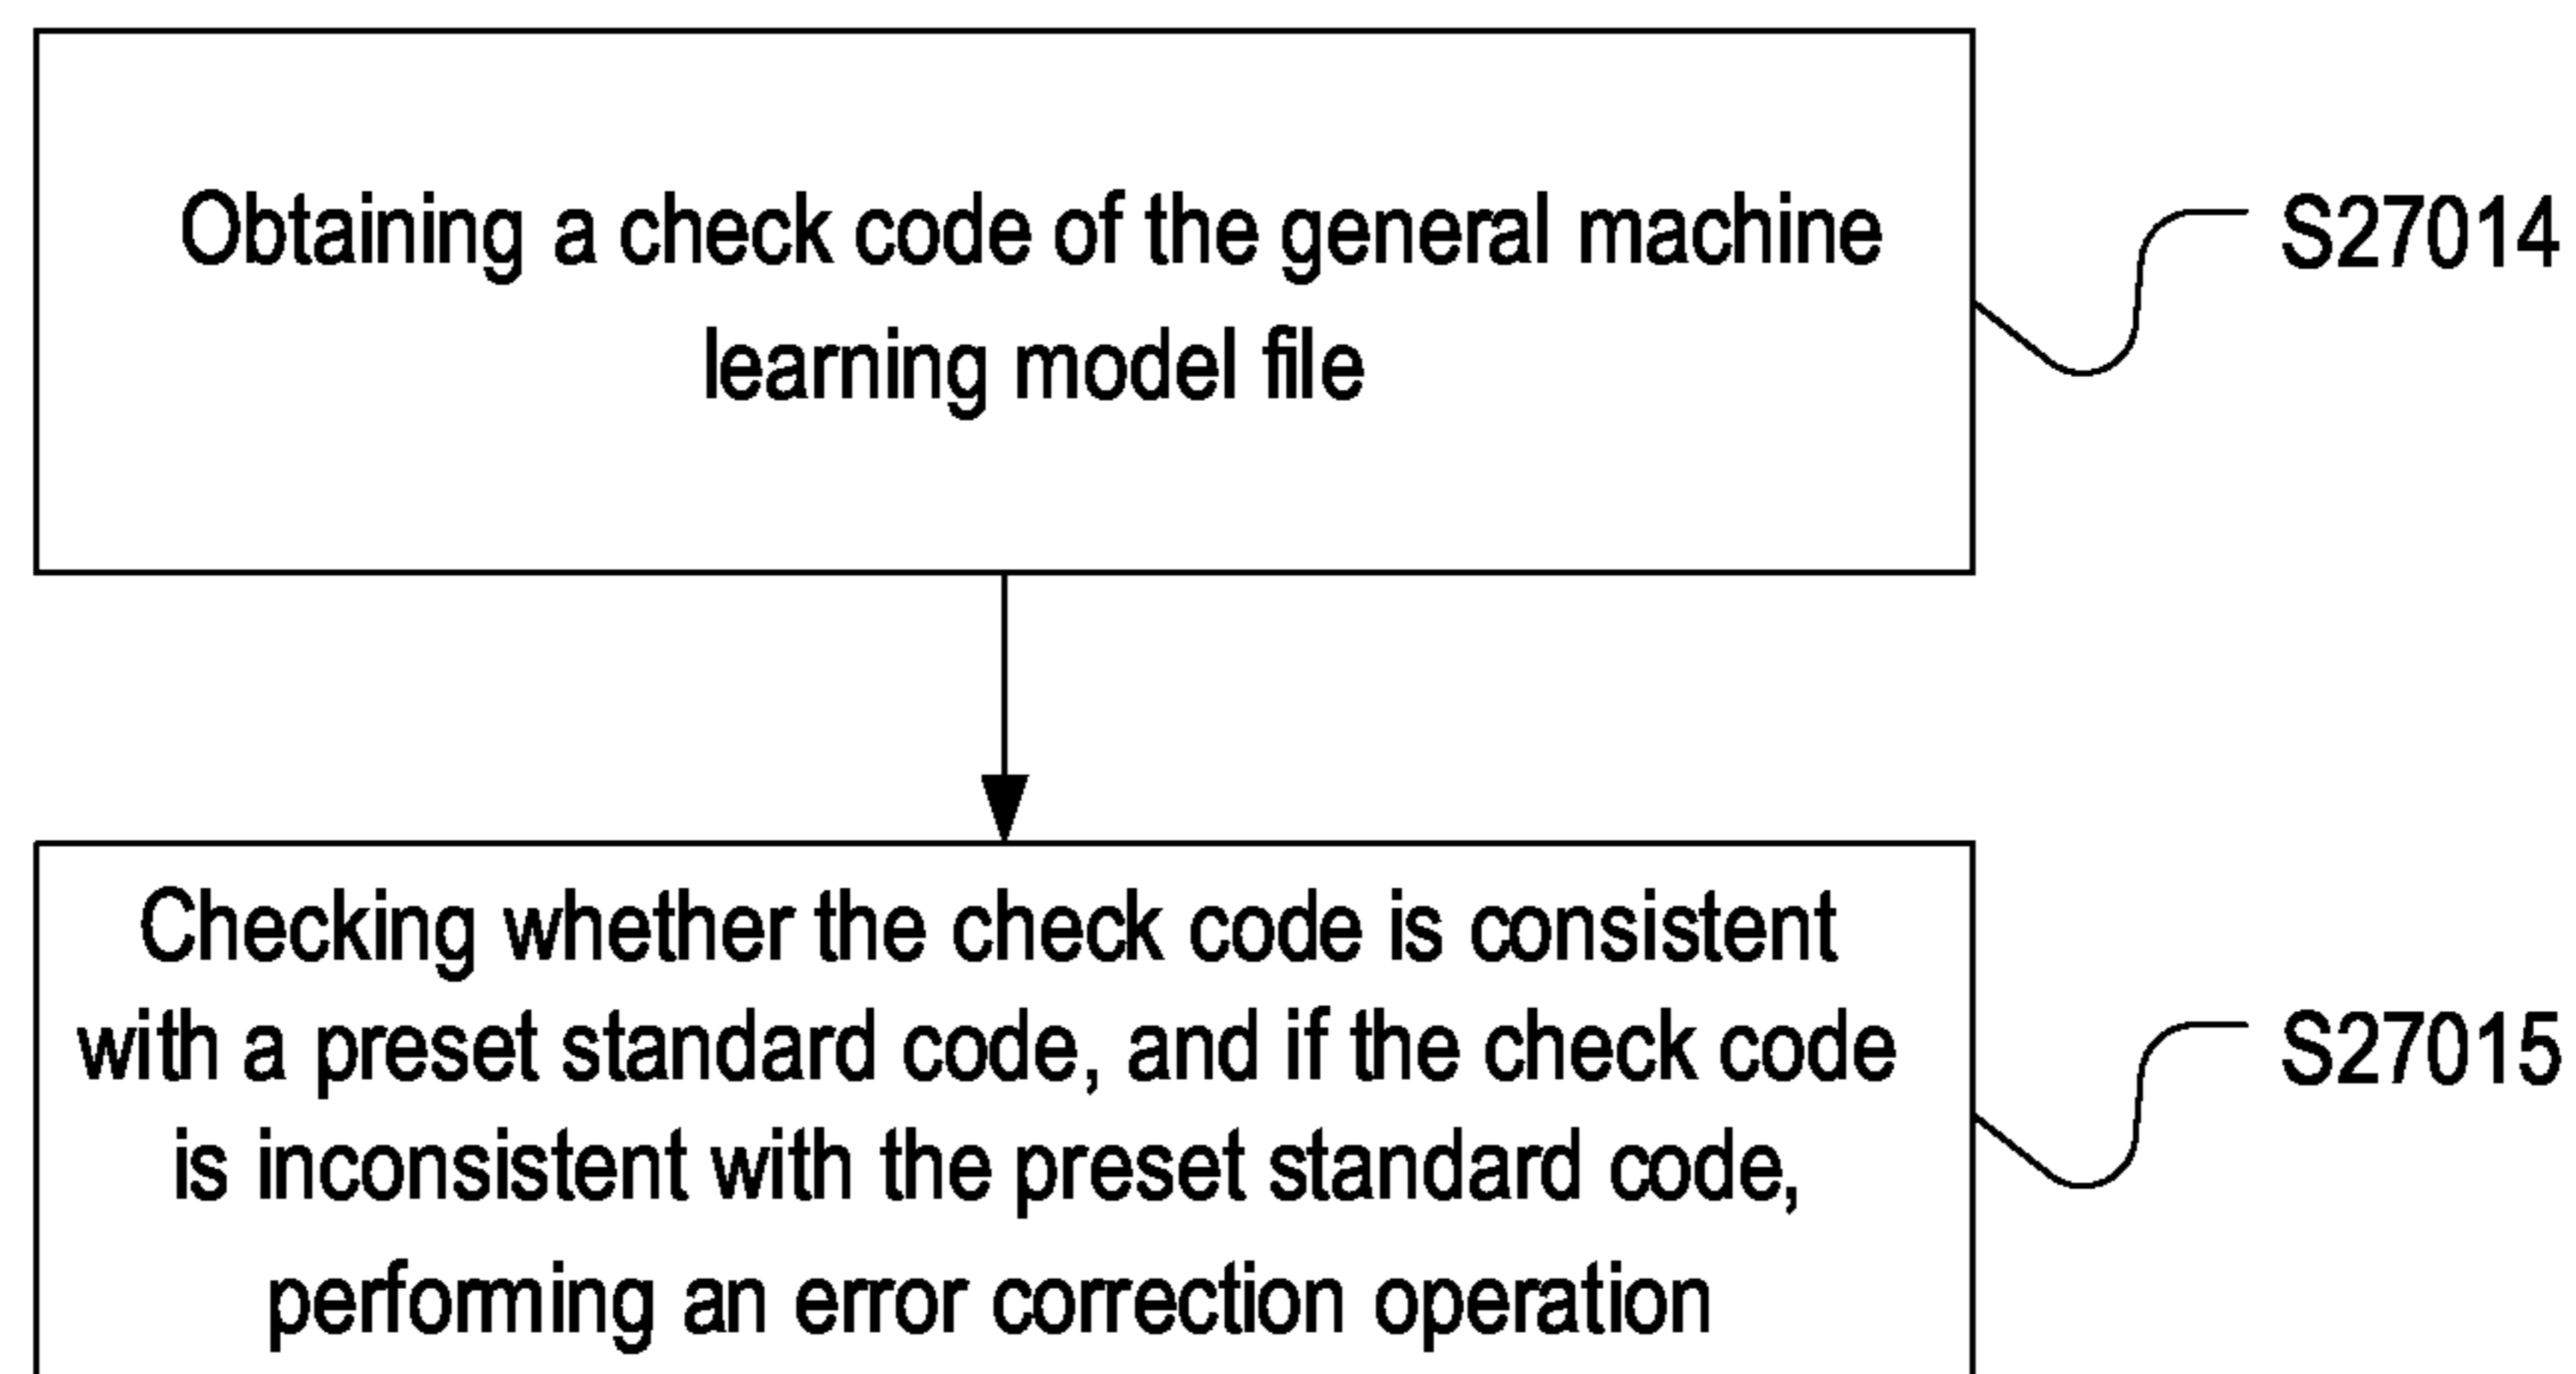 Obtaining a check code of the general machine
learning model file
S27014
Checking whether the check code is consistent
with a preset standard code, and if the check code
is inconsistent with the preset standard code,
performing an error correction operation
S27015